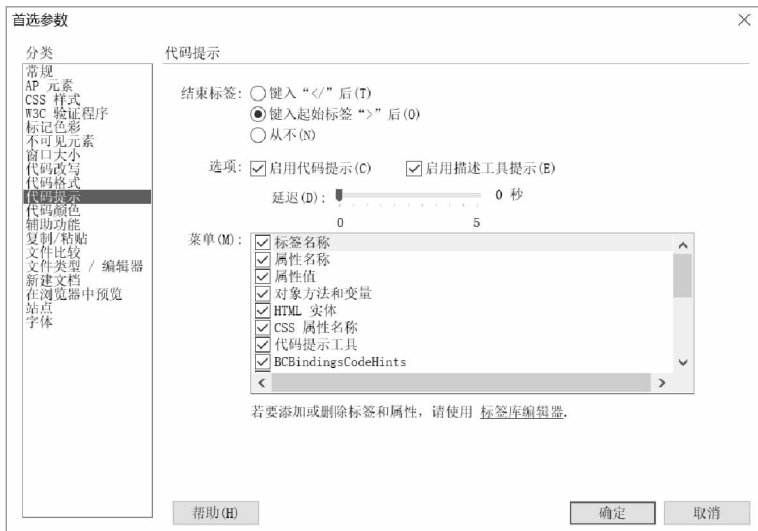 首选参数
分类
常规
AP 元素
CSS 样式
W3C 验证程序
标记色彩
不可见元素
窗口大小
代码改写
代码格式
代码提示
代码颜色
辅助功能
复制/粘贴
文件比较
文件类型 / 编辑器
新建文档
在浏览器中预览
站点
字体
代码提示
结束标签: 键入 “</” 后(T)
键入起始标签 “>” 后(O)
从不(N)
选项: 启用代码提示(C) 启用描述工具提示(E)
延迟(D): 0 秒
0 5
菜单(M): 标签名称
属性名称
属性值
对象方法和变量
HTML 实体
CSS 属性名称
代码提示工具
BCBindingsCodeHints
若要添加或删除标签和属性, 请使用 标签库编辑器.
帮助(H) 确定 取消